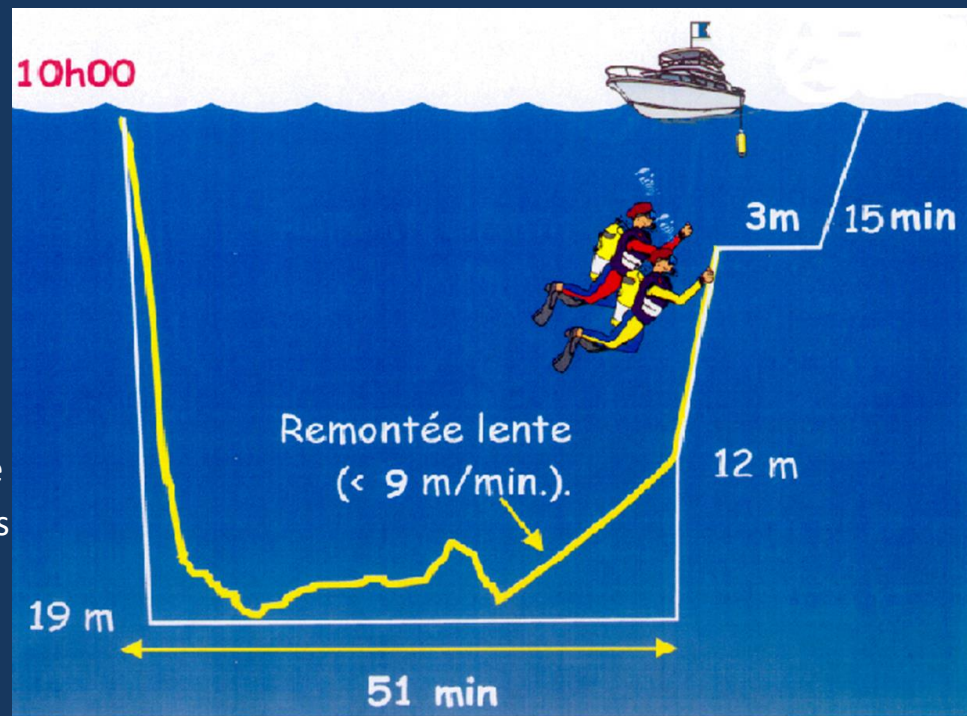 10h00
3m
15 min
Remontée lente
(< 9 m/min.).
12 m
e
s
19 m
51 min